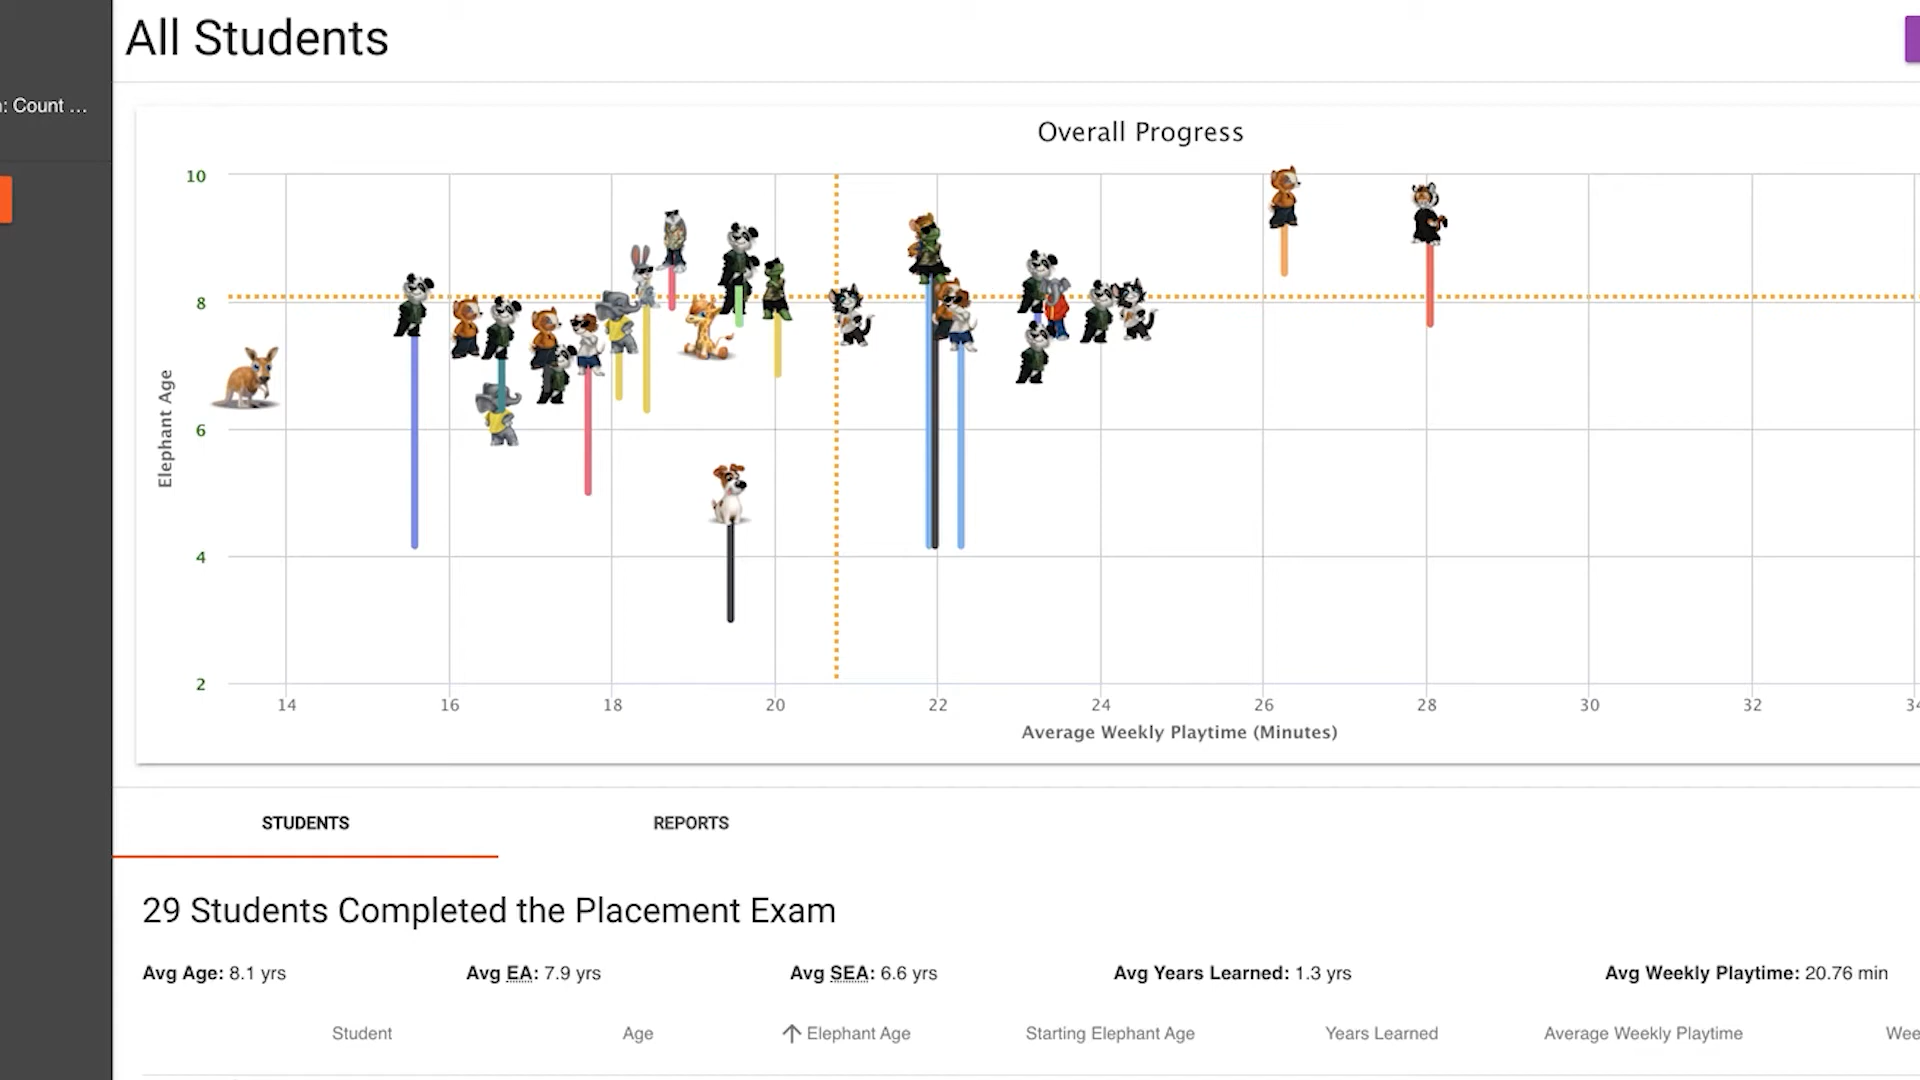 All Students
: Count ...
Overall Progress
10
8
6
4
2
Elephant Age
14 16 18 20 22 24 26 28 30 32
Average Weekly Playtime (Minutes)
STUDENTS REPORTS
29 Students Completed the Placement Exam
Avg Age: 8.1 yrs Avg EA: 7.9 yrs Avg SEA: 6.6 yrs Avg Years Learned: 1.3 yrs Avg Weekly Playtime: 20.76 min
Student Age Elephant Age Starting Elephant Age Years Learned Average Weekly Playtime